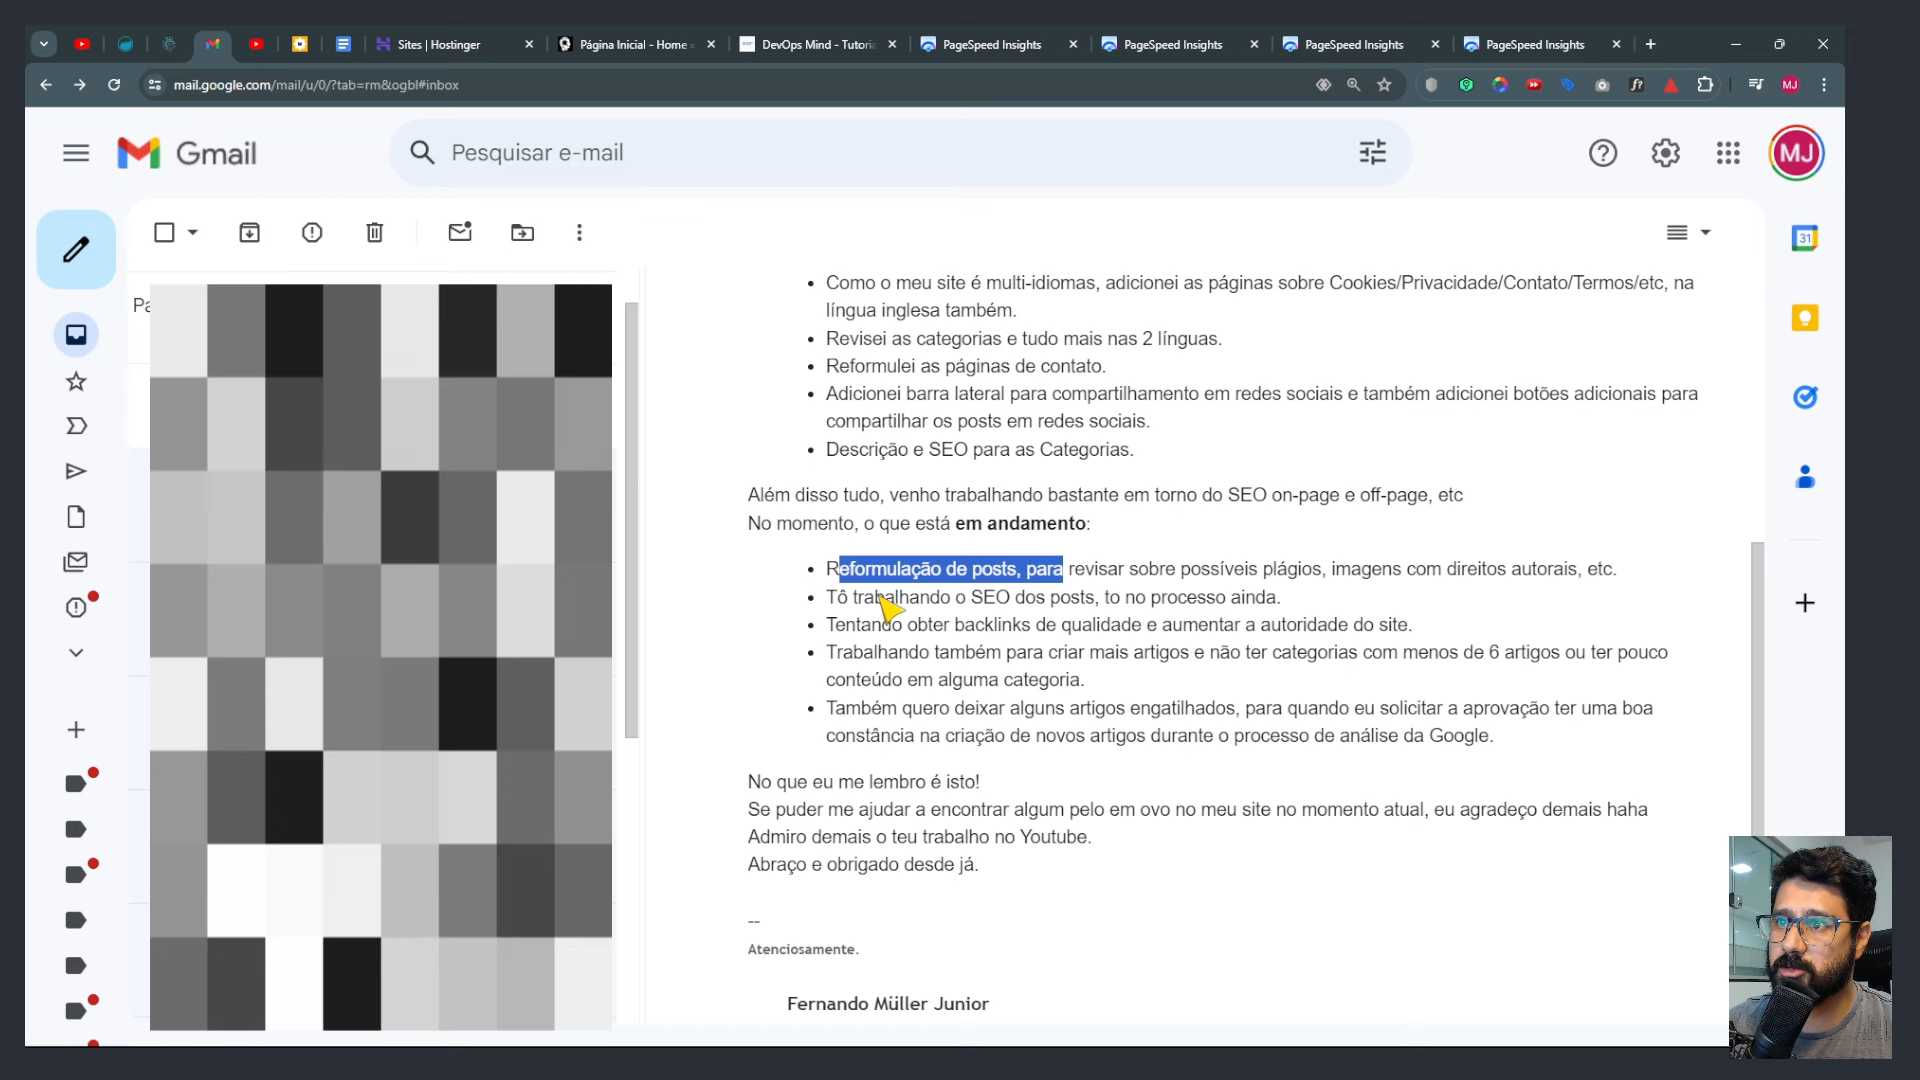 Sites | Hostinger
Página Inicial - Home
DevOps Mind - Tutoria
PageSpeed Insights
PageSpeed Insights
PageSpeed Insights
PageSpeed Insights
mail.google.com/mail/u/0/?tab=rm&ogbl#inbox
MJ
Gmail
Pesquisar e-mail
MJ
31
Como o meu site é multi-idiomas, adicionei as páginas sobre Cookies/Privacidade/Contato/Termos/etc, na
língua inglesa também.
Revisei as categorias e tudo mais nas 2 línguas.
Reformulei as páginas de contato.
Adicionei barra lateral para compartilhamento em redes sociais e também adicionei botões adicionais para
compartilhar os posts em redes sociais.
Descrição e SEO para as Categorias.
Além disso tudo, venho trabalhando bastante em torno do SEO on-page e off-page, etc
No momento, o que está em andamento:
Reformulação de posts, para revisar sobre possíveis plágios, imagens com direitos autorais, etc.
Tô trabalhando o SEO dos posts, to no processo ainda.
Tentando obter backlinks de qualidade e aumentar a autoridade do site.
Trabalhando também para criar mais artigos e não ter categorias com menos de 6 artigos ou ter pouco
conteúdo em alguma categoria.
Também quero deixar alguns artigos engatilhados, para quando eu solicitar a aprovação ter uma boa
constância na criação de novos artigos durante o processo de análise da Google.
No que eu me lembro é isto!
Se puder me ajudar a encontrar algum pelo em ovo no meu site no momento atual, eu agradeço demais haha
Admiro demais o teu trabalho no Youtube.
Abraço e obrigado desde já.
--
Atenciosamente.
Fernando Müller Junior